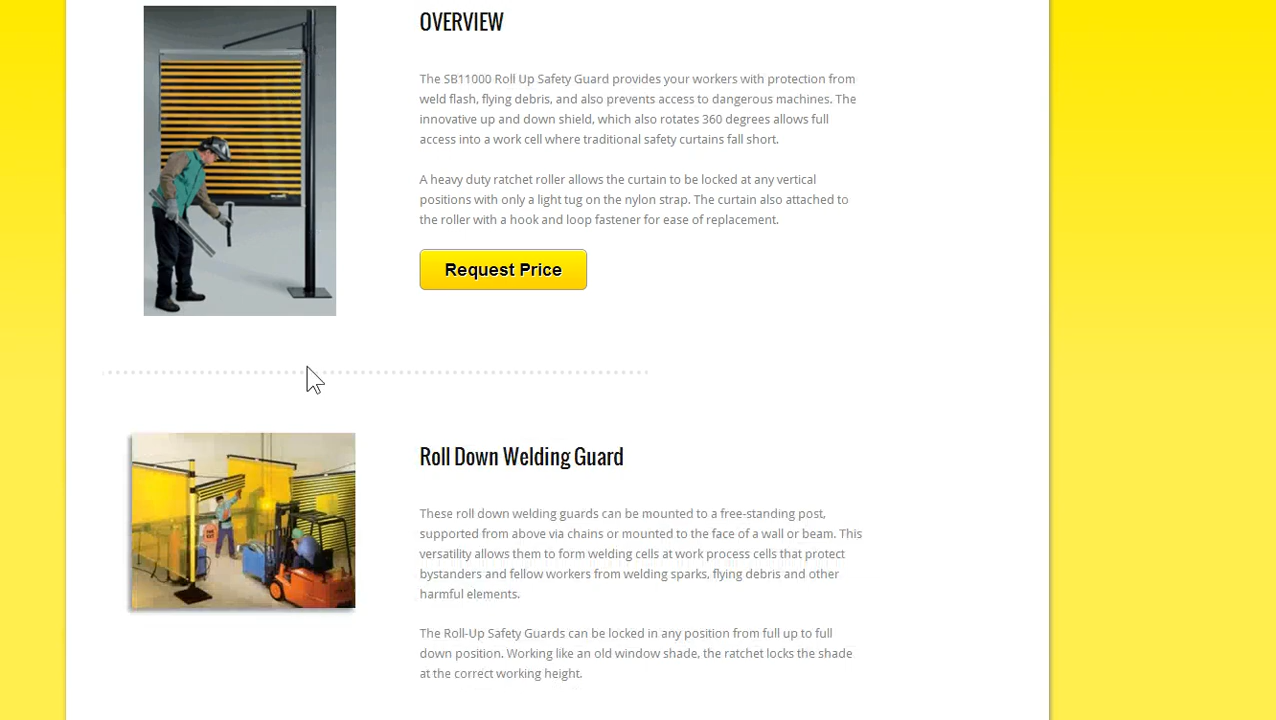 OVERVIEW
The SB11000 Roll Up Safety Guard provides your workers with protection from
weld flash, flying debris, and also prevents access to dangerous machines. The
innovative up and down shield, which also rotates 360 degrees allows full
access into a work cell where traditional safety curtains fall short.
A heavy duty ratchet roller allows the curtain to be locked at any vertical
positions with only a light tug on the nylon strap. The curtain also attached to
the roller with a hook and loop fastener for ease of replacement.
Request Price
Roll Down Welding Guard
These roll down welding guards can be mounted to a free-standing post,
supported from above via chains or mounted to the face of a wall or beam. This
versatility allows them to form welding cells at work process cells that protect
bystanders and fellow workers from welding sparks, flying debris and other
harmful elements.
The Roll-Up Safety Guards can be locked in any position from full up to full
down position. Working like an old window shade, the ratchet locks the shade
at the correct working height.